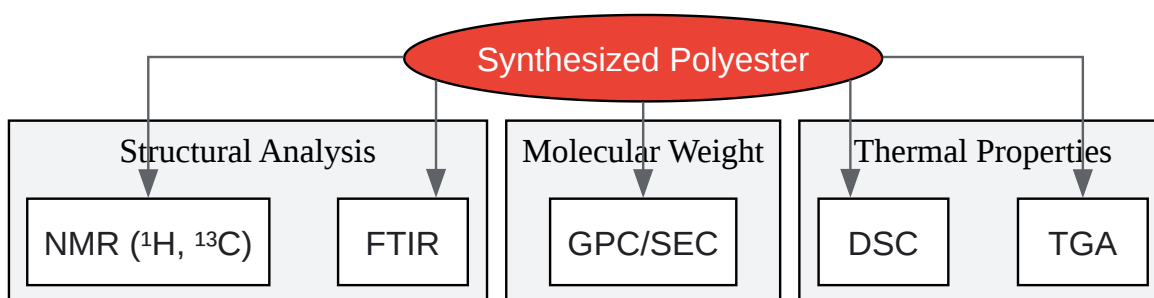 Synthesized Polyester
Structural Analysis
Molecular Weight
Thermal Properties
NMR (¹H, ¹³C)
FTIR
GPC/SEC
DSC
TGA